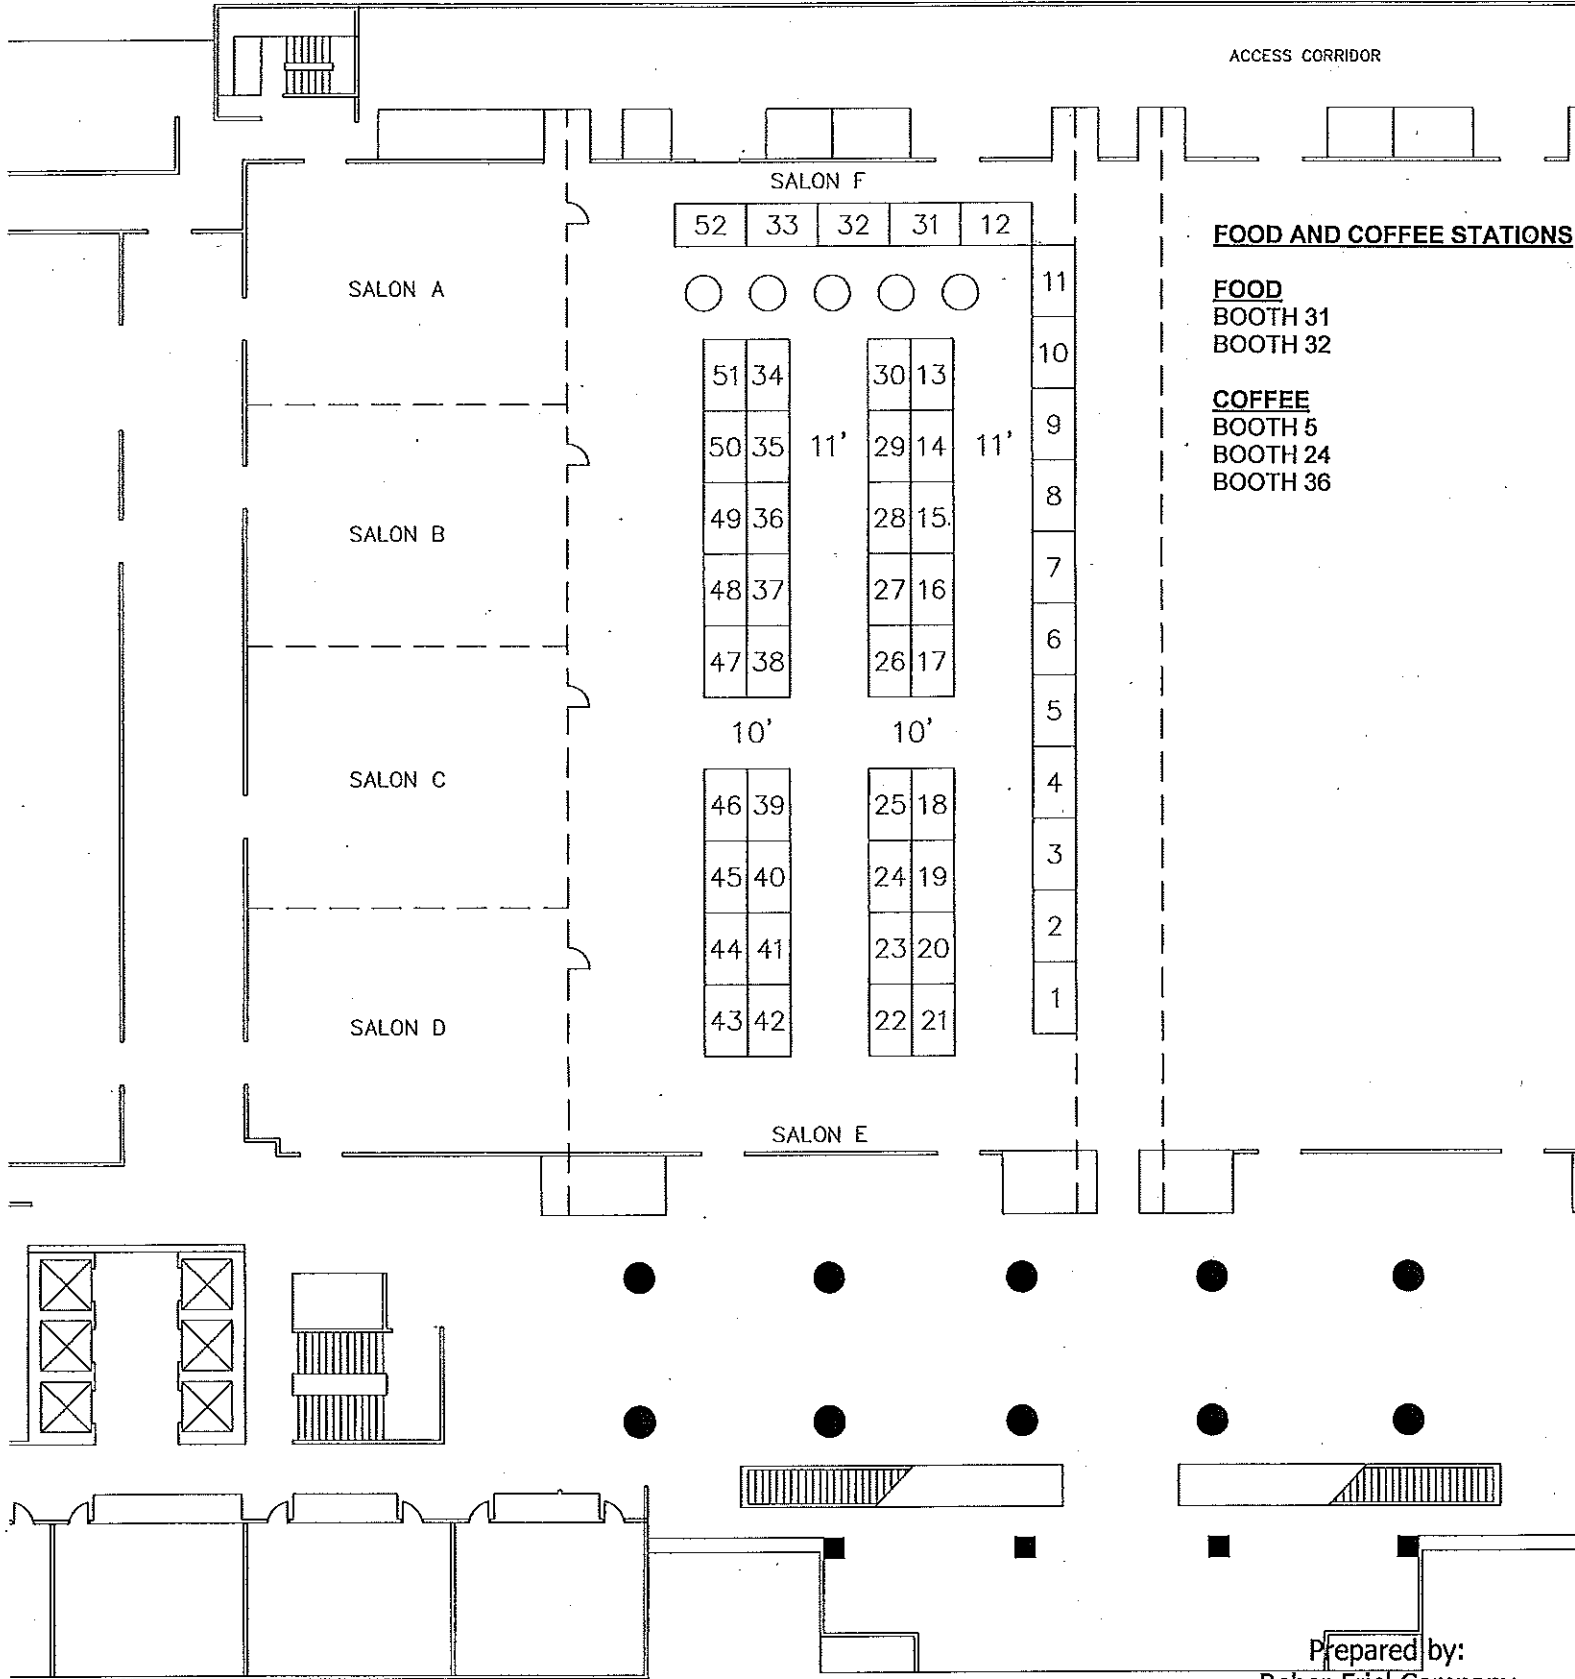 ACCESS CORRIDOR
SALON F
52 33 32 31 12
FOOD AND COFFEE STATIONS
SALON A
11
FOOD
BOOTH 31
BOOTH 32
10
51 34 30 13
COFFEE
BOOTH 5
BOOTH 24
BOOTH 36
9
50 35 11' 29 14 11'
8
49 36 28 15
SALON B
7
48 37 27 16
6
47 38 26 17
5
10' 10'
SALON C
4
46 39 25 18
3
45 40 24 19
2
44 41 23 20
1
43 42 22 21
SALON D
SALON E
Prepared by: